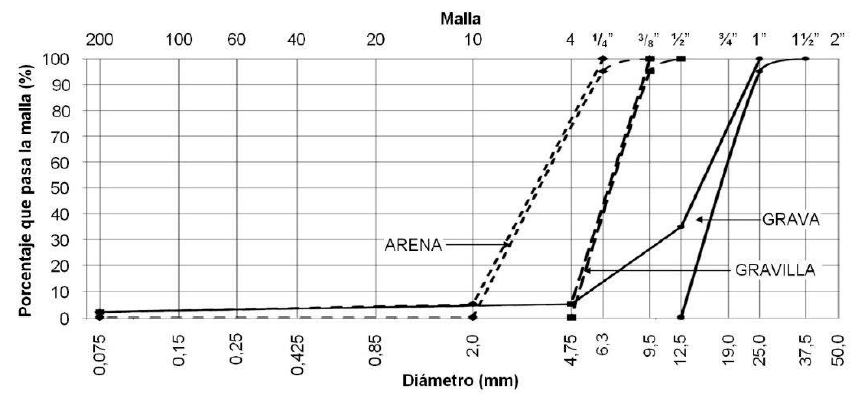 Malla
200 100 60 40 20 10 4 ¼” ⅜” ½” ¾” 1” 1½” 2”
Porcentaje que pasa la malla (%)
100
90
80
70
60
50
40
30
20
10
0
ARENA
GRAVA
GRAVILLA
0,075 0,15 0,25 0,425 0,85 2,0 4,75 6,3 9,5 12,5 19,0 25,0 37,5 50,0
Diámetro (mm)